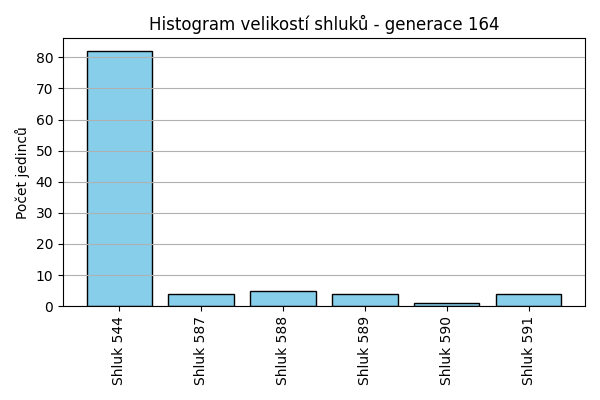 Histogram velikostí shluků - generace 164
Počet jedinců
80
70
60
50
40
30
20
10
0
Shluk 544
Shluk 587
Shluk 588
Shluk 589
Shluk 590
Shluk 591